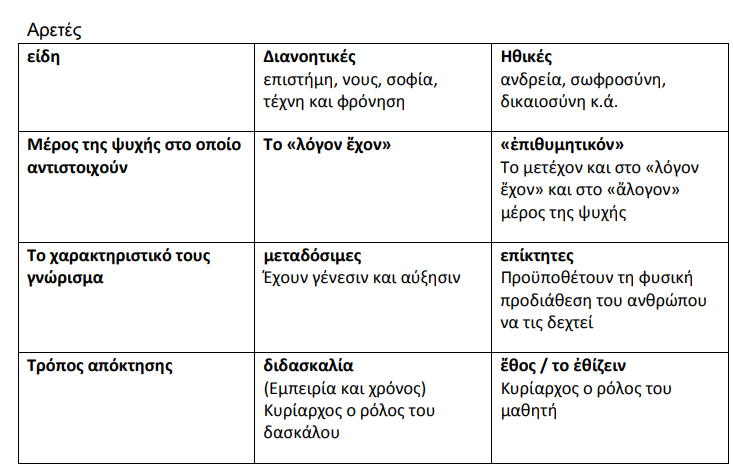 Αρετές
είδη
Διανοητικές
επιστήμη, νους, σοφία,
τέχνη και φρόνηση
Ηθικές
ανδρεία, σωφροσύνη,
δικαιοσύνη κ.ά.
Μέρος της ψυχής στο οποίο
αντιστοιχούν
Το «λόγον ἔχον»
«ἐπιθυμητικόν»
Το μετέχον και στο «λόγον
ἔχον» και στο «ἄλογον»
μέρος της ψυχής
Το χαρακτηριστικό τους
γνώρισμα
μεταδόσιμες
Έχουν γένεσιν και αύξησιν
επίκτητες
Προϋποθέτουν τη φυσική
προδιάθεση του ανθρώπου
να τις δεχτεί
Τρόπος απόκτησης
διδασκαλία
(Εμπειρία και χρόνος)
Κυρίαρχος ο ρόλος του
δασκάλου
ἔθος / το ἐθίζειν
Κυρίαρχος ο ρόλος του
μαθητή